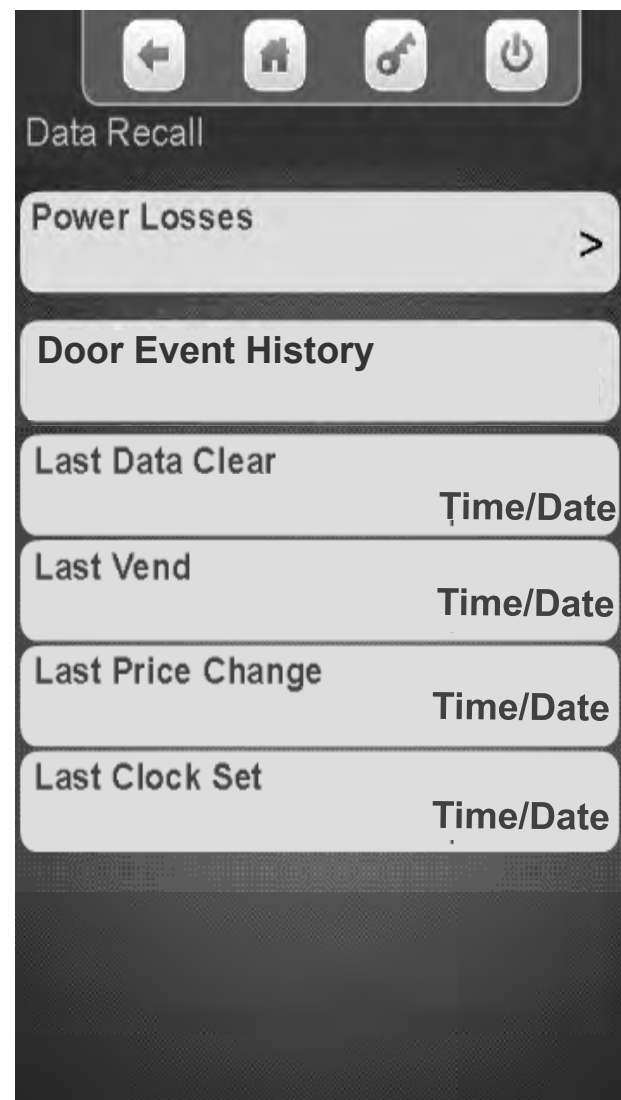 Data Recall
Power Losses
>
Door Event History
Last Data Clear
Time/Date
Last Vend
Time/Date
Last Price Change
Time/Date
Last Clock Set
Time/Date